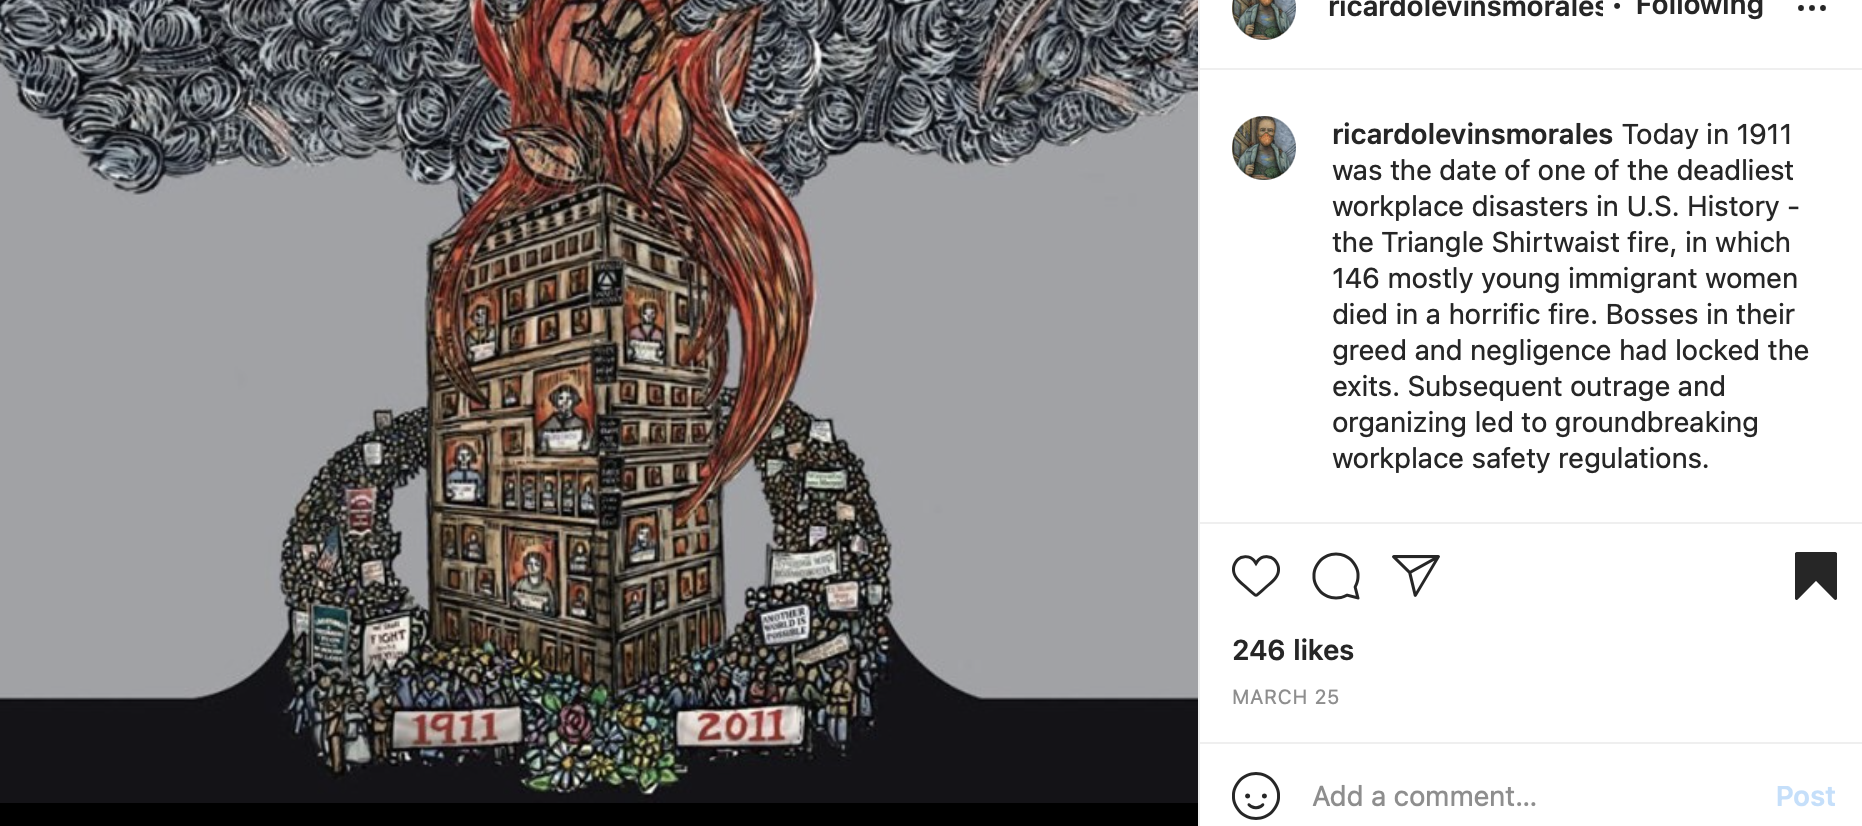 ricardolevinsmorales • Following
ricardolevinsmorales Today in 1911
was the date of one of the deadliest
workplace disasters in U.S. History -
the Triangle Shirtwaist fire, in which
146 mostly young immigrant women
died in a horrific fire. Bosses in their
greed and negligence had locked the
exits. Subsequent outrage and
organizing led to groundbreaking
workplace safety regulations.
246 likes
MARCH 25
Add a comment...
Post
FIGHT
ANOTHER
WORLD IS
POSSIBLE
1911
2011